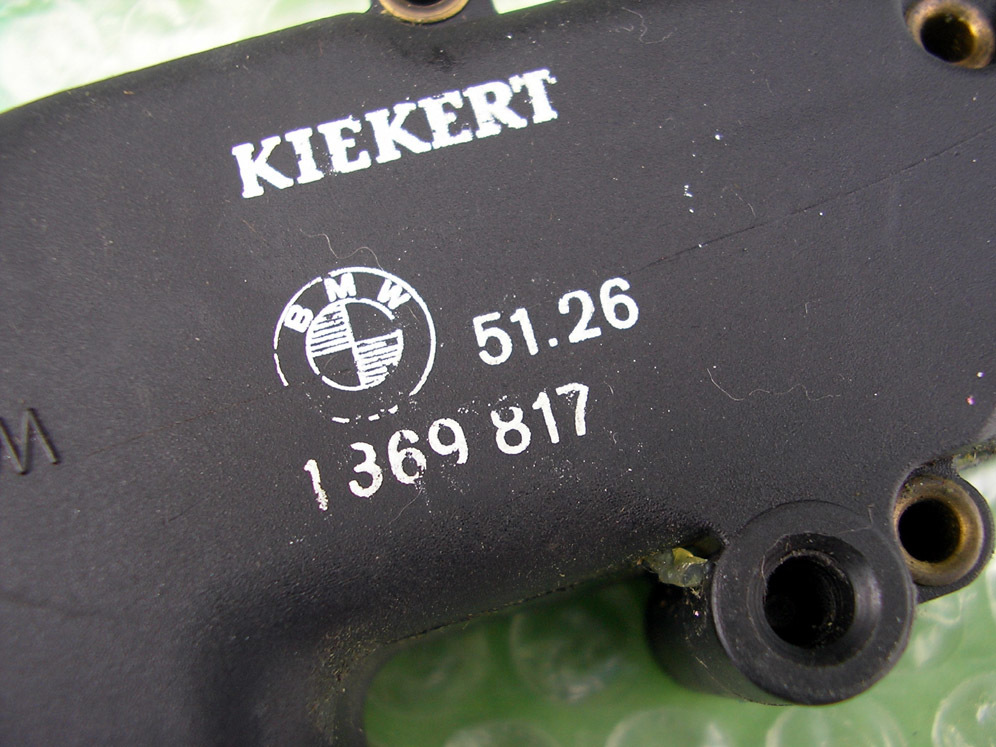 KIEKERT
BMW 51.26
1 369 817
M